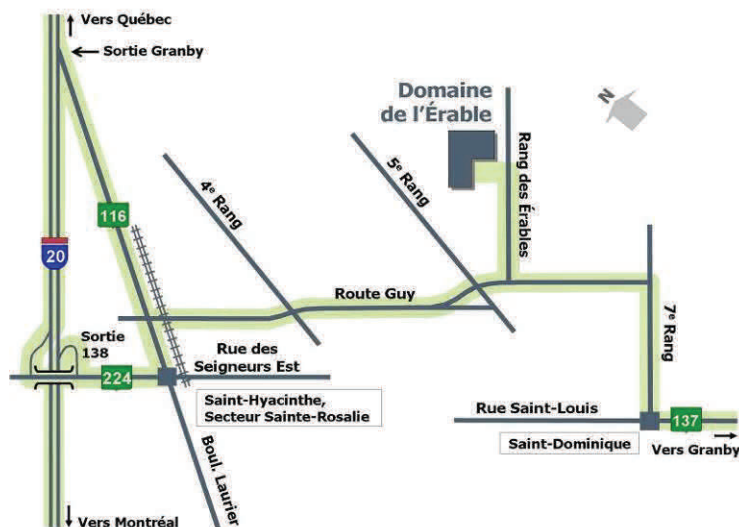 Vers Québec
Sortie Granby
Domaine
de l'Érable
N
Rang des Érables
5e Rang
4e Rang
116
20
Route Guy
7e Rang
Sortie
138
Rue des
Seigneurs Est
224
Saint-Hyacinthe,
Secteur Sainte-Rosalie
Rue Saint-Louis
137
Saint-Dominique
Vers Granby
Boul. Laurier
Vers Montréal